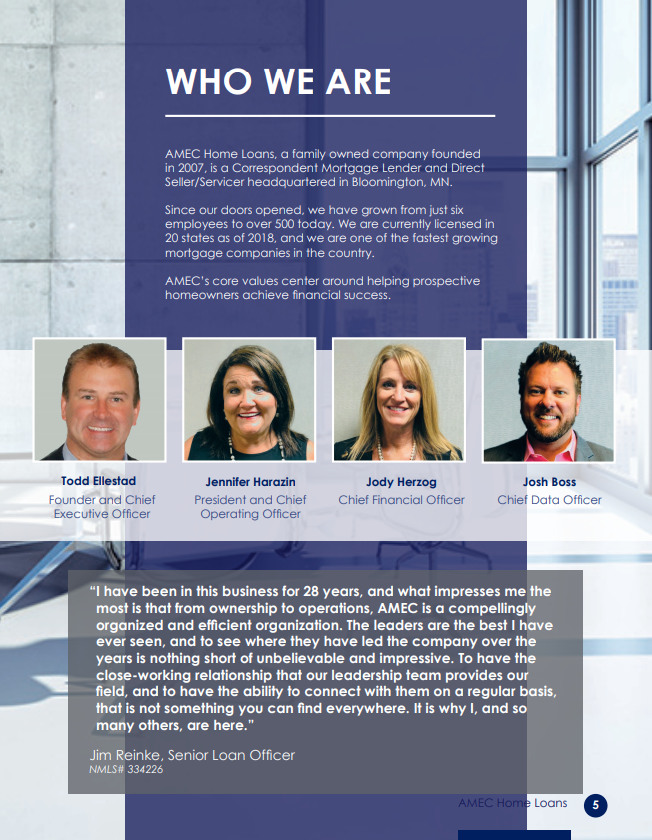 WHO WE ARE
AMEC Home Loans, a family owned company founded
in 2007, is a Correspondent Mortgage Lender and Direct
Seller/Servicer headquartered in Bloomington, MN.
Since our doors opened, we have grown from just six
employees to over 500 today. We are currently licensed in
20 states as of 2018, and we are one of the fastest growing
mortgage companies in the country.
AMEC’s core values center around helping prospective
homeowners achieve financial success.
Todd Ellestad
Founder and Chief
Executive Officer
Jennifer Harazin
President and Chief
Operating Officer
Jody Herzog
Chief Financial Officer
Josh Boss
Chief Data Officer
“I have been in this business for 28 years, and what impresses me the
most is that from ownership to operations, AMEC is a compellingly
organized and efficient organization. The leaders are the best I have
ever seen, and to see where they have led the company over the
years is nothing short of unbelievable and impressive. To have the
close-working relationship that our leadership team provides our
field, and to have the ability to connect with them on a regular basis,
that is not something you can find everywhere. It is why I, and so
many others, are here.”
Jim Reinke, Senior Loan Officer
NMLS# 334226
AMEC Home Loans 5